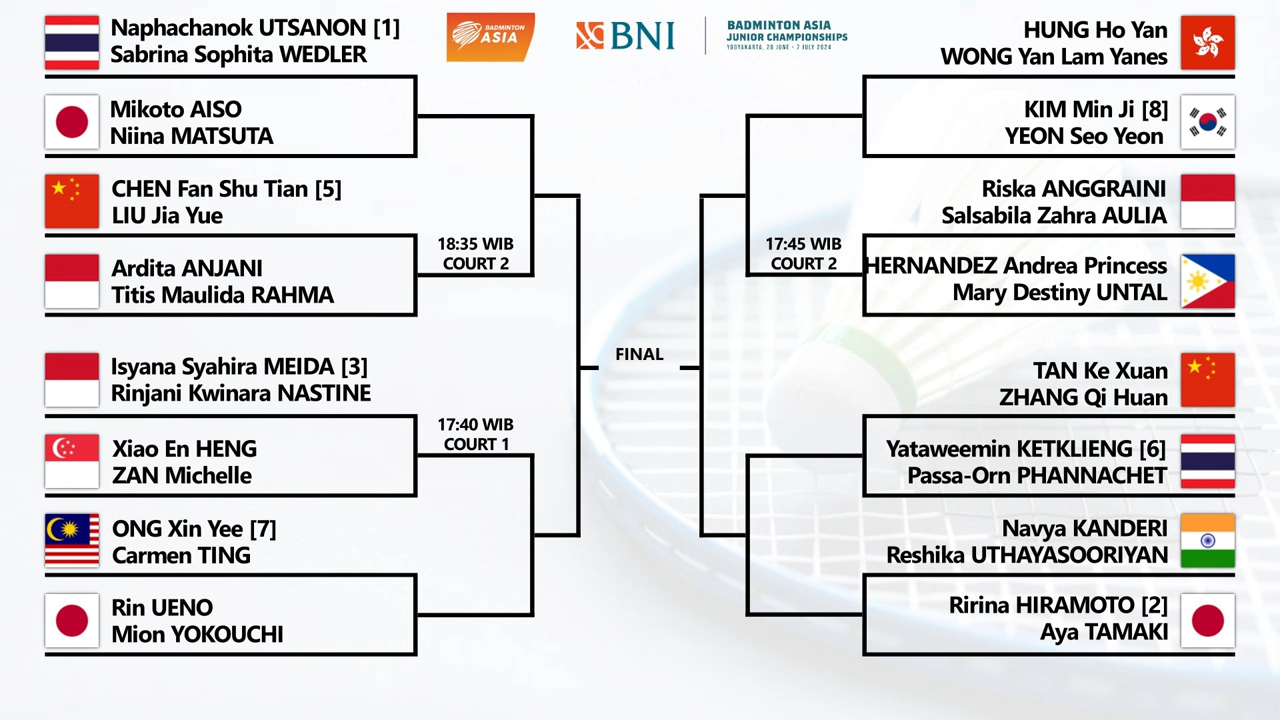 Naphachanok UTSANON [1]
Sabrina Sophita WEDLER
Mikoto AISO
Niina MATSUTA
CHEN Fan Shu Tian [5]
LIU Jia Yue
Ardita ANJANI
Titis Maulida RAHMA
18:35 WIB
COURT 2
Isyana Syahira MEIDA [3]
Rinjani Kwinara NASTINE
Xiao En HENG
ZAN Michelle
17:40 WIB
COURT 1
ONG Xin Yee [7]
Carmen TING
Rin UENO
Mion YOKOUCHI
BADMINTON
ASIA
BNI
BADMINTON ASIA
JUNIOR CHAMPIONSHIPS
YOGYAKARTA, 28 JUNE - 7 JULY 2024
FINAL
HUNG Ho Yan
WONG Yan Lam Yanes
KIM Min Ji [8]
YEON Seo Yeon
Riska ANGGRAINI
Salsabila Zahra AULIA
17:45 WIB
COURT 2
HERNANDEZ Andrea Princess
Mary Destiny UNTAL
TAN Ke Xuan
ZHANG Qi Huan
Yataweemin KETKLIENG [6]
Passa-Orn PHANNACHET
Navya KANDERI
Reshika UTHAYASOORIYAN
Ririna HIRAMOTO [2]
Aya TAMAKI